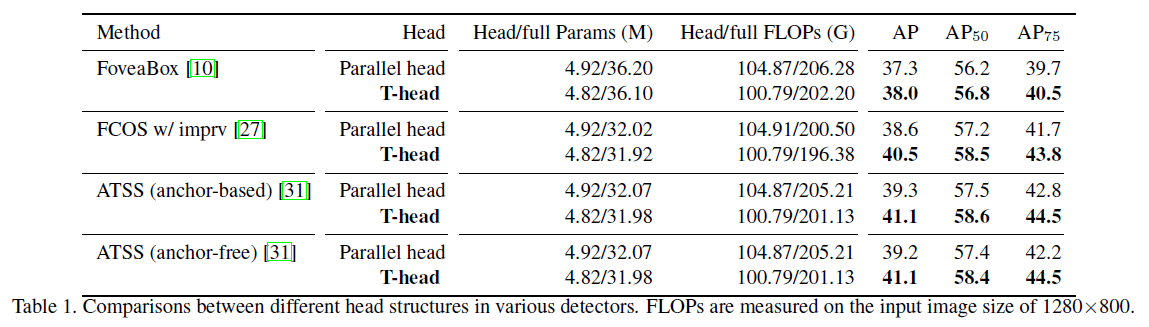 Method Head Head/full Params (M) Head/full FLOPs (G) AP AP50 AP75
FoveaBox [10] Parallel head 4.92/36.20 104.87/206.28 37.3 56.2 39.7
T-head 4.82/36.10 100.79/202.20 38.0 56.8 40.5
FCOS w/ imprv [27] Parallel head 4.92/32.02 104.91/200.50 38.6 57.2 41.7
T-head 4.82/31.92 100.79/196.38 40.5 58.5 43.8
ATSS (anchor-based) [31] Parallel head 4.92/32.07 104.87/205.21 39.3 57.5 42.8
T-head 4.82/31.98 100.79/201.13 41.1 58.6 44.5
ATSS (anchor-free) [31] Parallel head 4.92/32.07 104.87/205.21 39.2 57.4 42.2
T-head 4.82/31.98 100.79/201.13 41.1 58.4 44.5
Table 1. Comparisons between different head structures in various detectors. FLOPs are measured on the input image size of 1280×800.